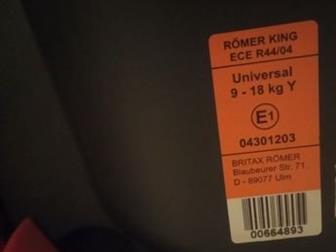 RÖMER KING
ECE R44/04
Universal
9 - 18 kg Y
E1
04301203
BRITAX RÖMER
Blaubeurer Str. 71
D - 89077 Ulm
00664893